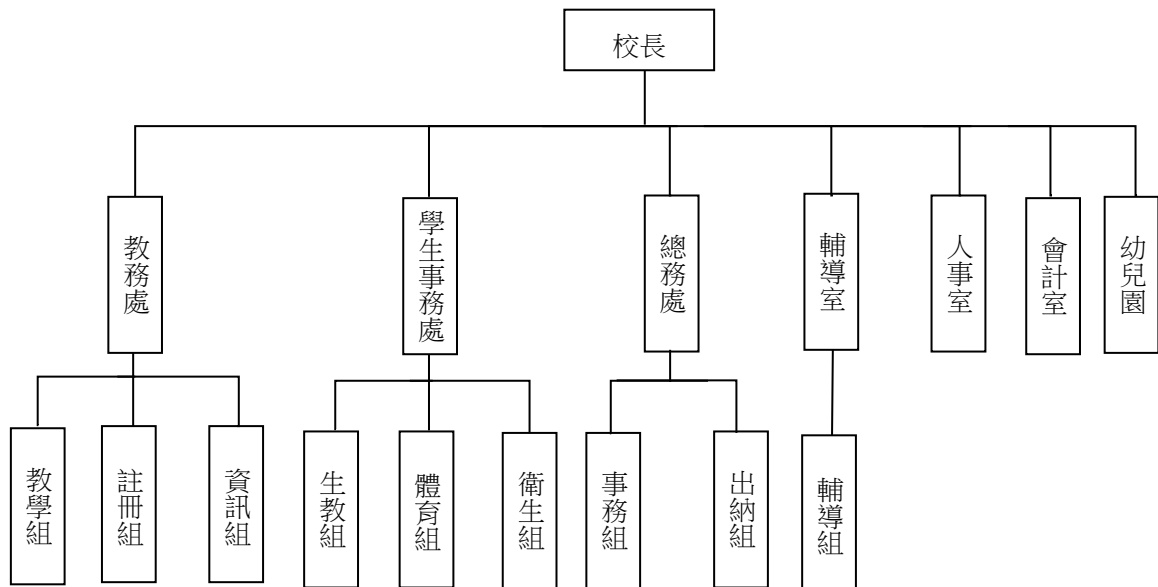 校長
教務處
學生事務處
總務處
輔導室
人事室
會計室
幼兒園
教學組
註冊組
資訊組
生教組
體育組
衛生組
事務組
出納組
輔導組